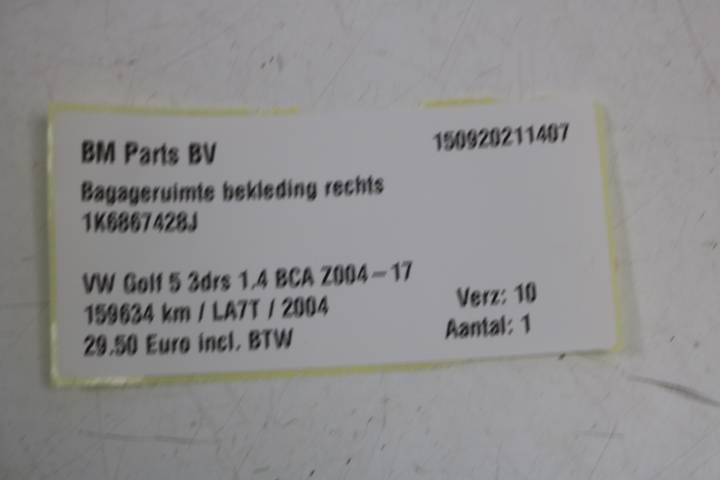 BM Parts BV
150920211407
Bagageruimte bekleding rechts
1K6867428J
VW Golf 5 3drs 1.4 BCA Z004-17
159634 km / LA7T / 2004
Verz: 10
29.50 Euro incl. BTW
Aantal: 1